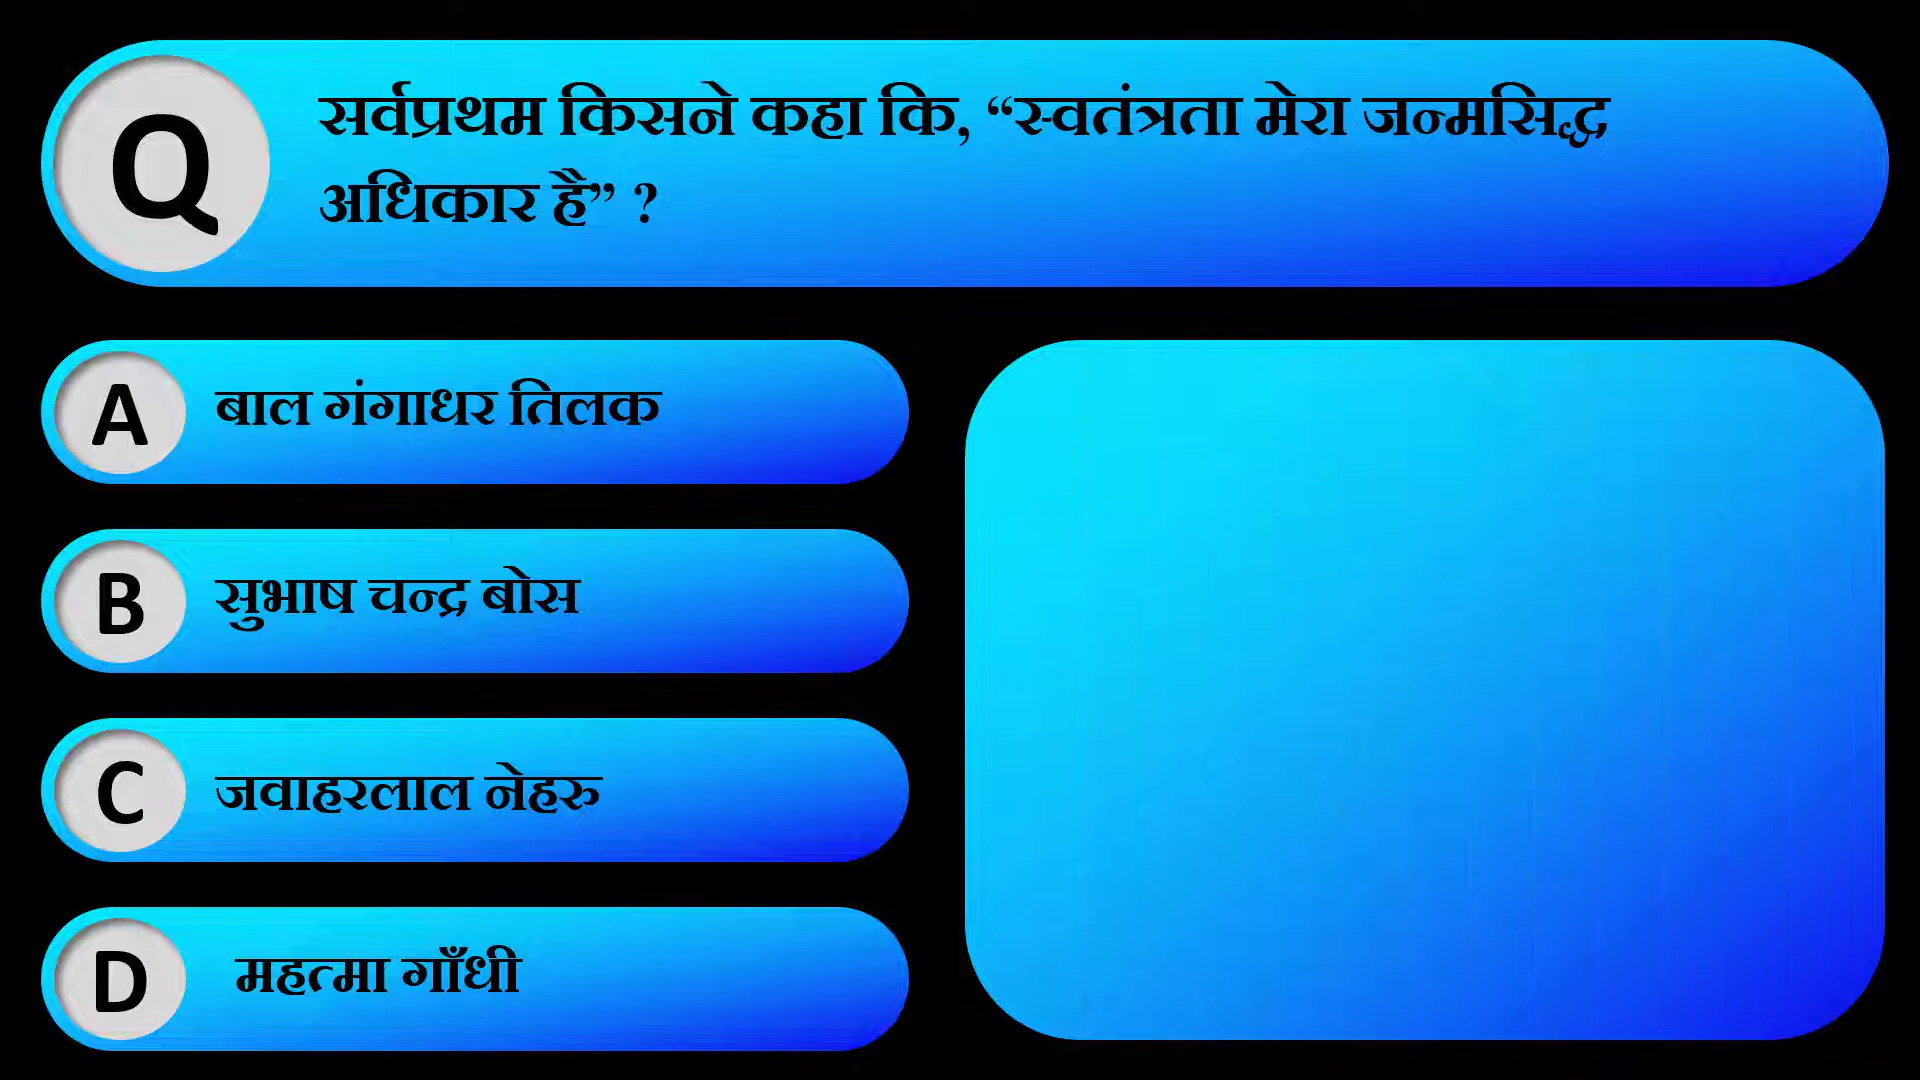 Q
सर्वप्रथम किसने कहा कि, “स्वतंत्रता मेरा जन्मसिद्ध
अधिकार है” ?
A बाल गंगाधर तिलक
B सुभाष चन्द्र बोस
C जवाहरलाल नेहरु
D महत्मा गाँधी